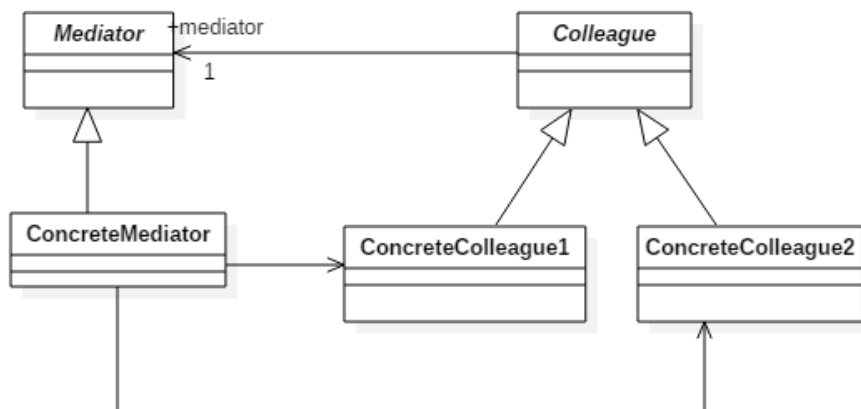 Mediator
+mediator
1
Colleague
ConcreteMediator
ConcreteColleague1
ConcreteColleague2